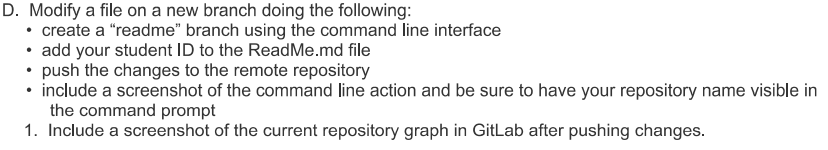 D. Modify a file on a new branch doing the following:
• create a “readme” branch using the command line interface
• add your student ID to the ReadMe.md file
• push the changes to the remote repository
• include a screenshot of the command line action and be sure to have your repository name visible in
the command prompt
1. Include a screenshot of the current repository graph in GitLab after pushing changes.